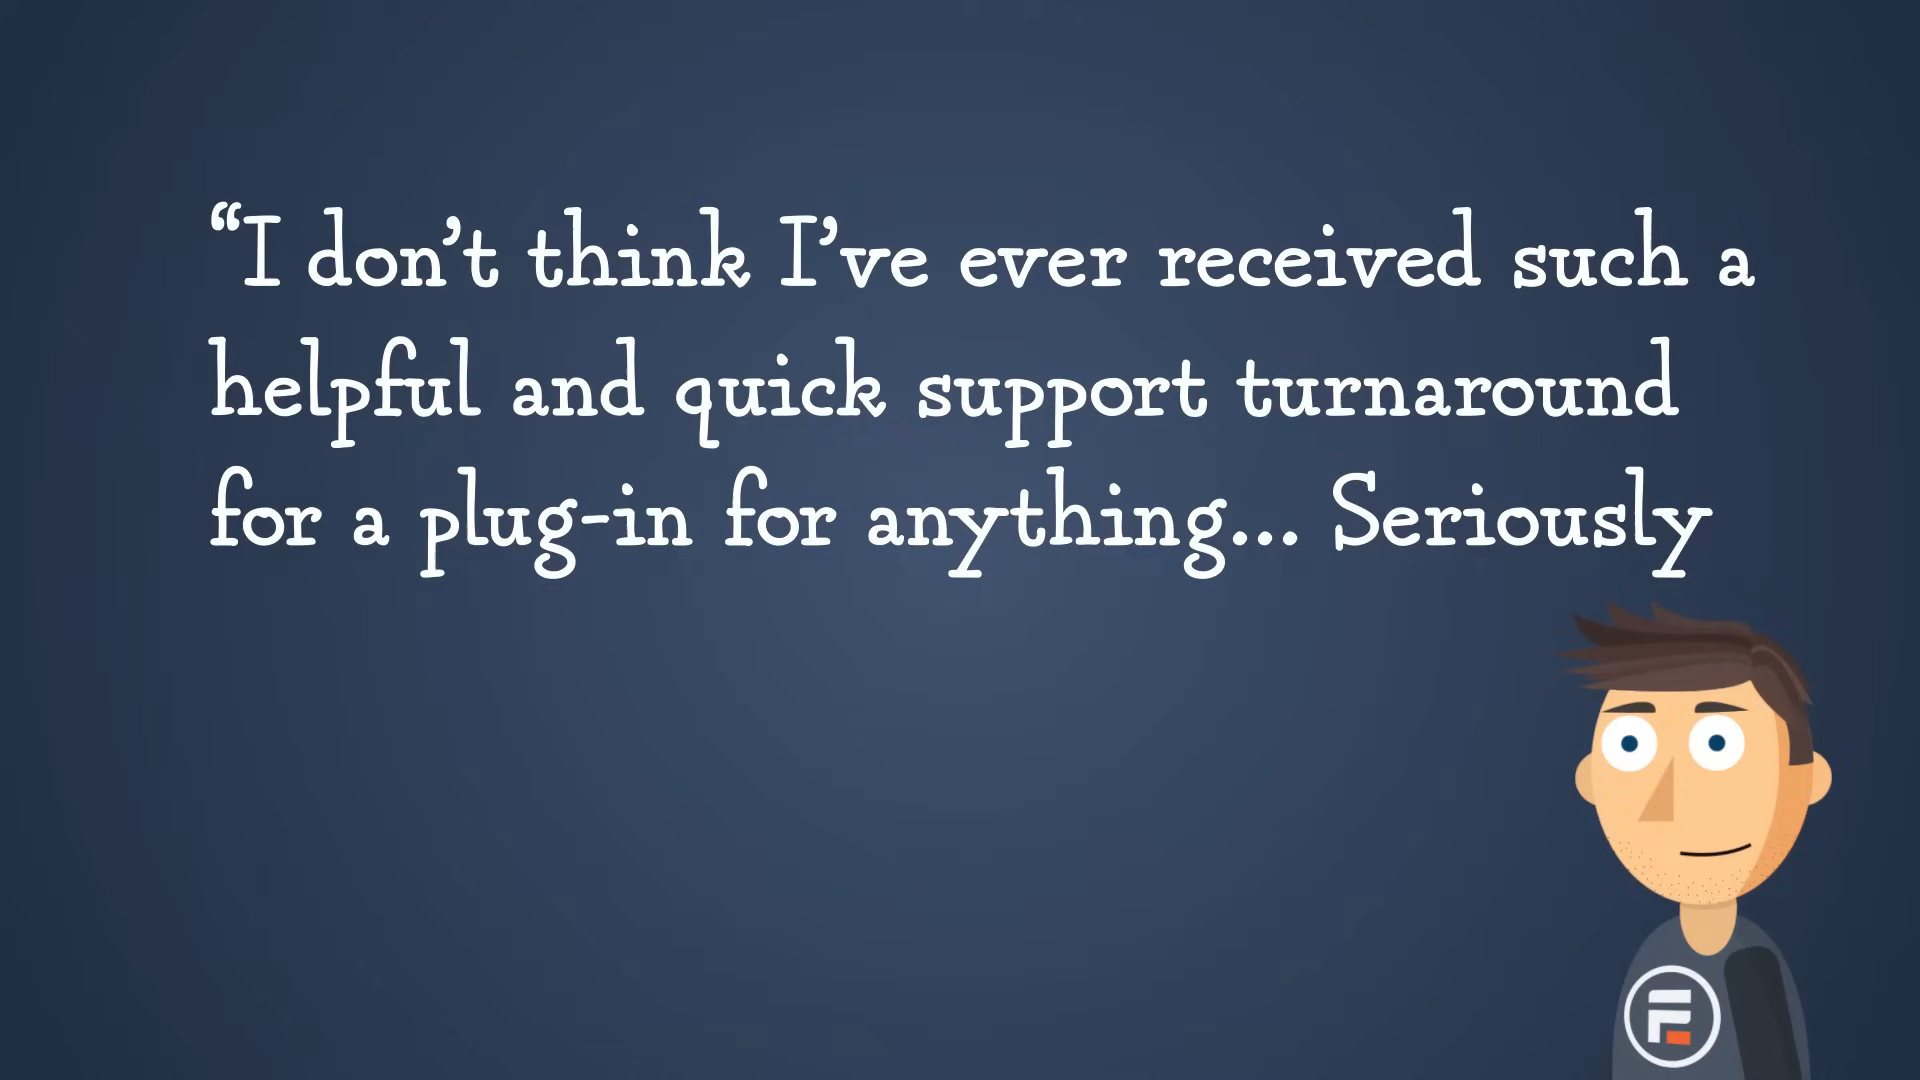 “I don’t think I’ve ever received such a
helpful and quick support turnaround
for a plug-in for anything... Seriously